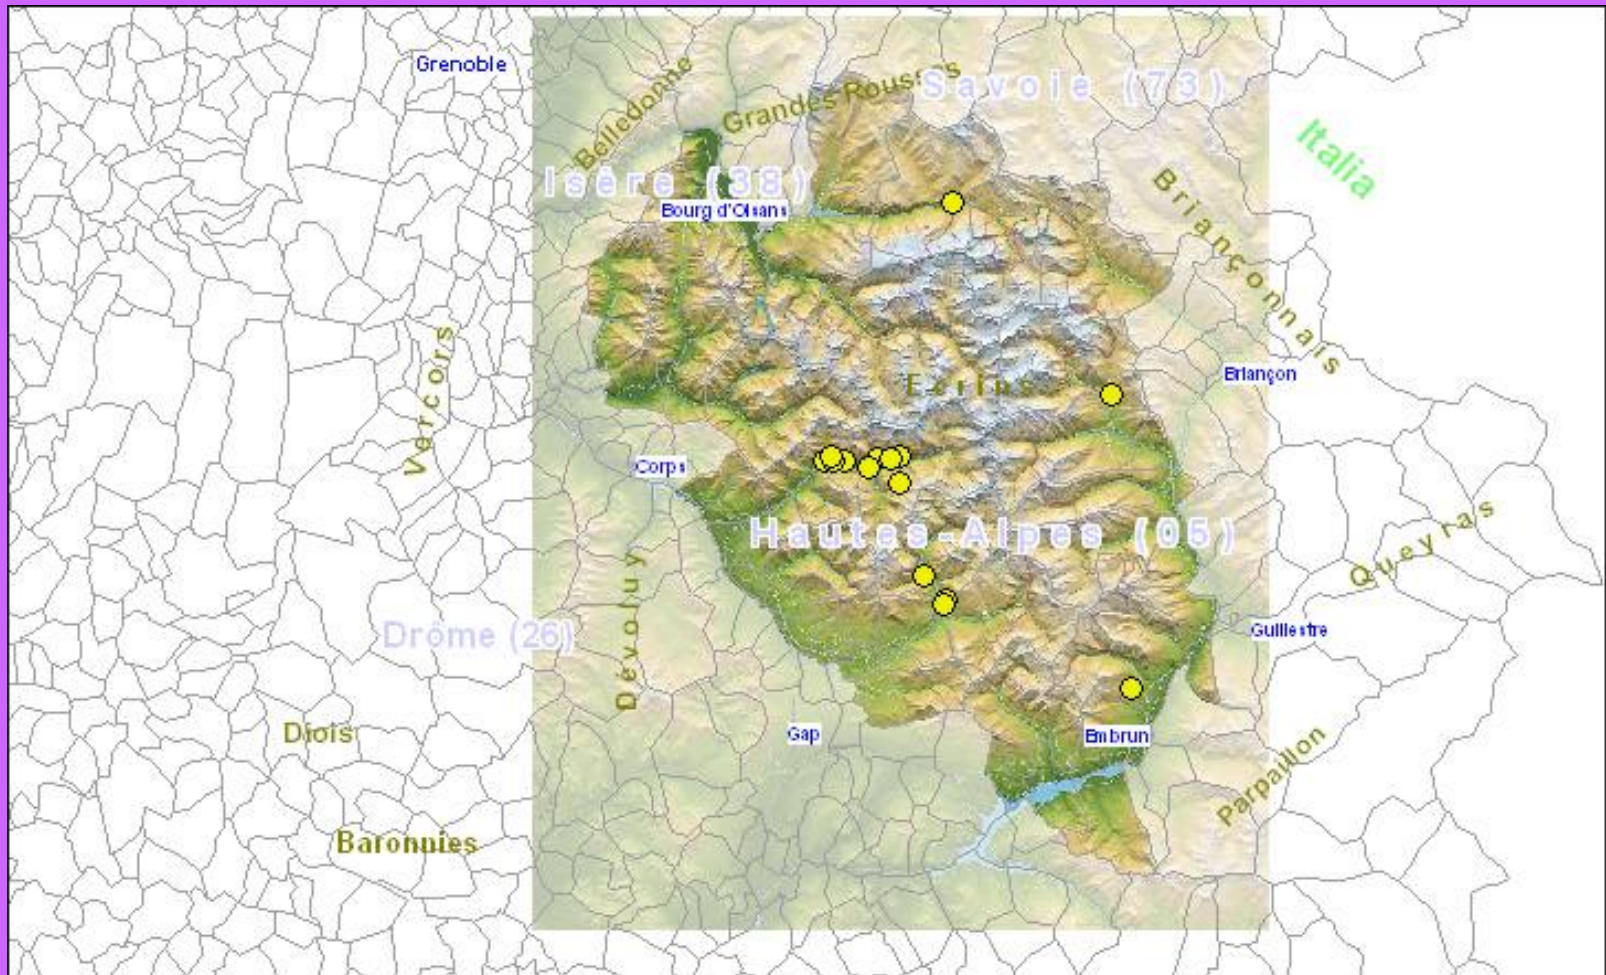 Grenoble
Belledonne
Grandes Rousses
Savoie (73)
Italia
Isère (38)
Bourg d'Oisans
Briançonnais
Vercors
Ecrins
Briançon
Corps
Hautes-Alpes (05)
Queyras
Dévoluy
Drôme (26)
Guillestre
Diois
Gap
Embrun
Parpaillon
Baronnies